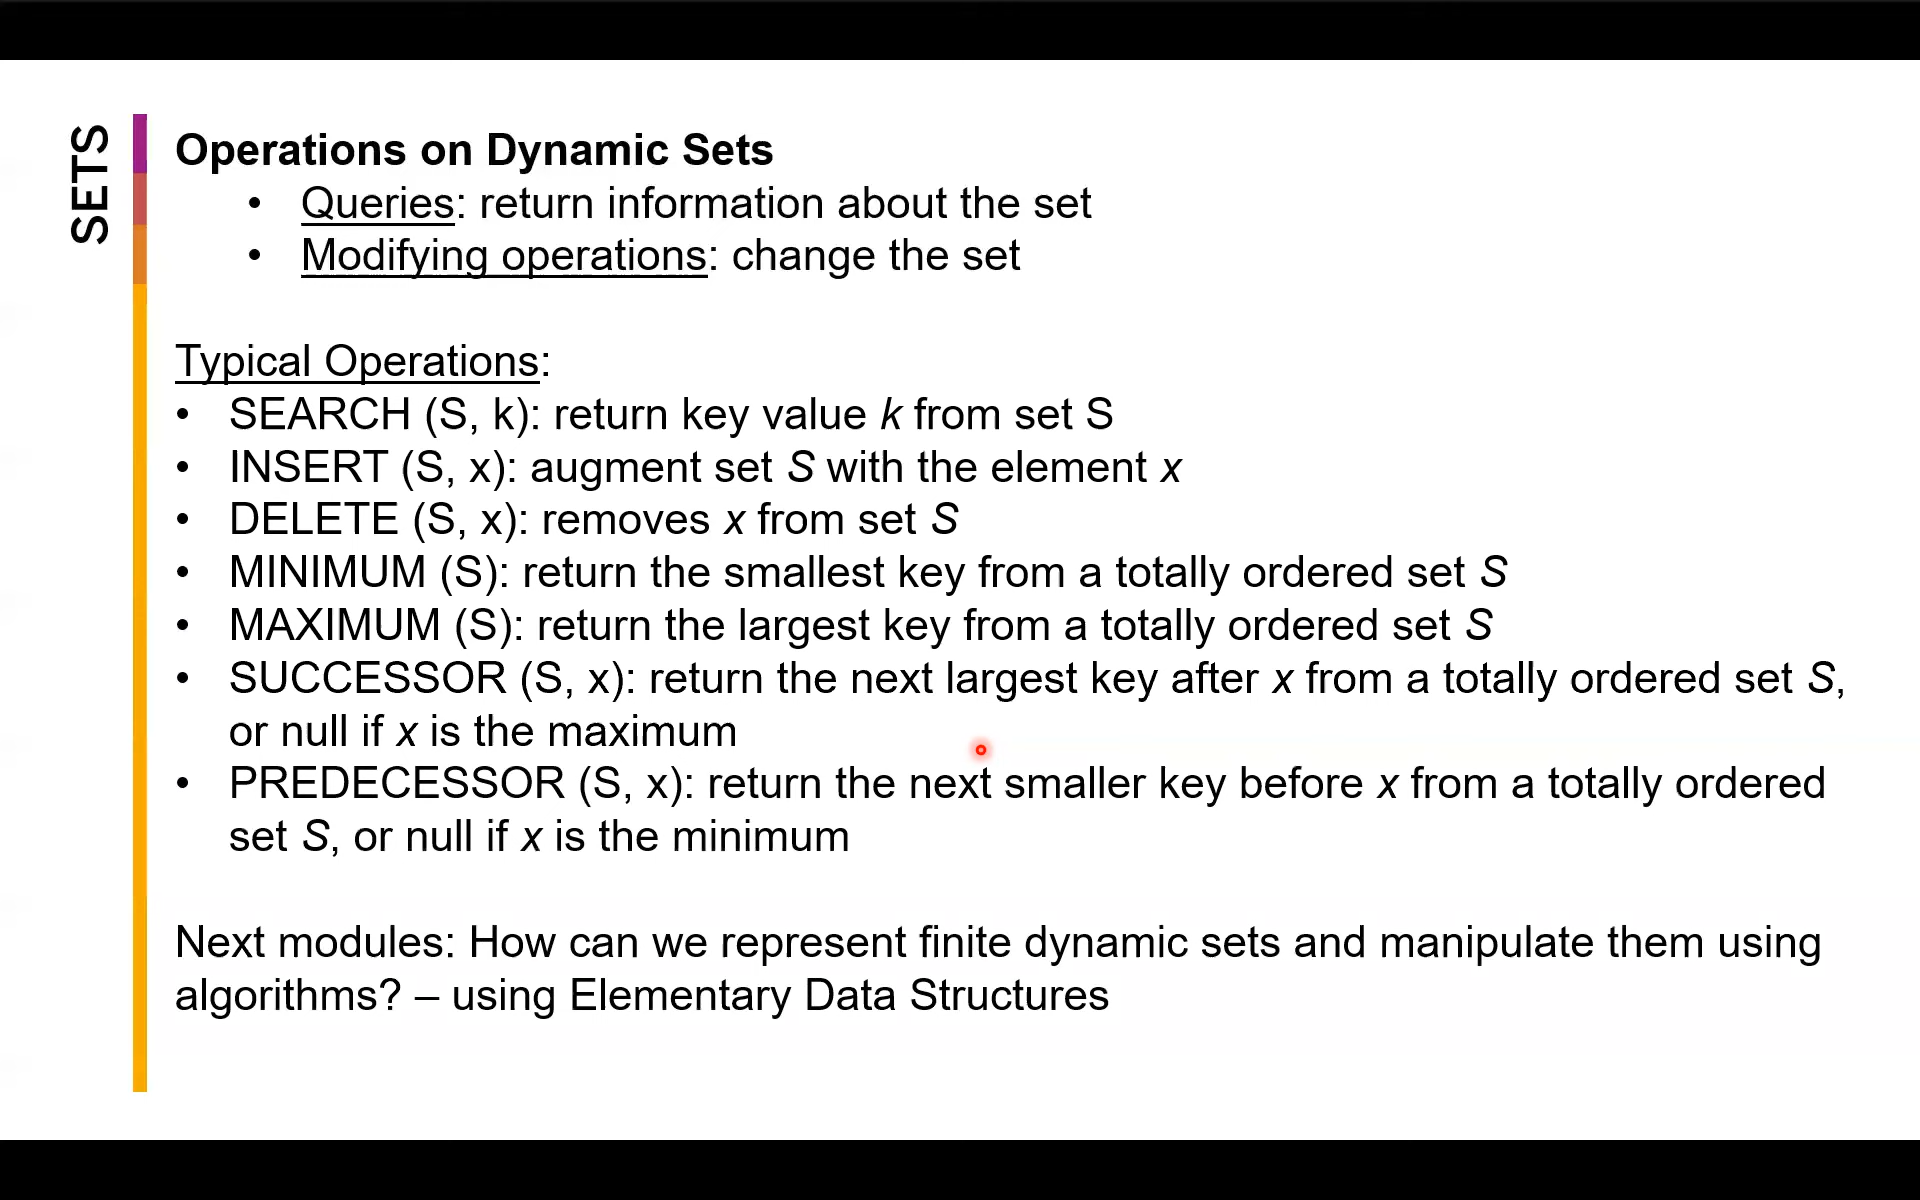 SETS
Operations on Dynamic Sets
• Queries: return information about the set
• Modifying operations: change the set
Typical Operations:
• SEARCH (S, k): return key value k from set S
• INSERT (S, x): augment set S with the element x
• DELETE (S, x): removes x from set S
• MINIMUM (S): return the smallest key from a totally ordered set S
• MAXIMUM (S): return the largest key from a totally ordered set S
• SUCCESSOR (S, x): return the next largest key after x from a totally ordered set S,
or null if x is the maximum
• PREDECESSOR (S, x): return the next smaller key before x from a totally ordered
set S, or null if x is the minimum
Next modules: How can we represent finite dynamic sets and manipulate them using
algorithms? – using Elementary Data Structures